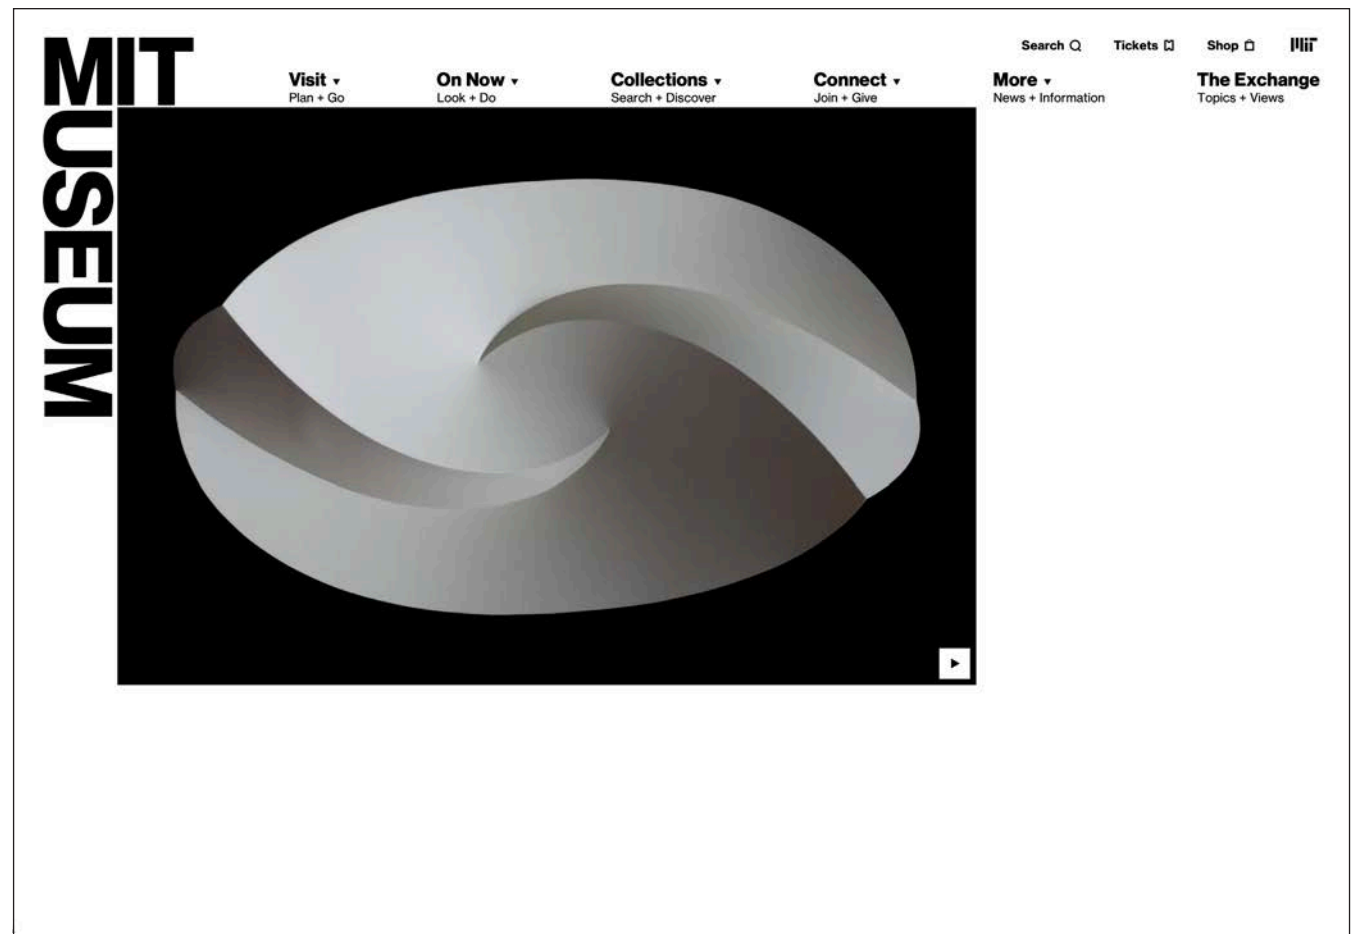 MIT
MUSEUM
Search
Tickets
Shop
MIT
Visit
Plan + Go
On Now
Look + Do
Collections
Search + Discover
Connect
Join + Give
More
News + Information
The Exchange
Topics + Views